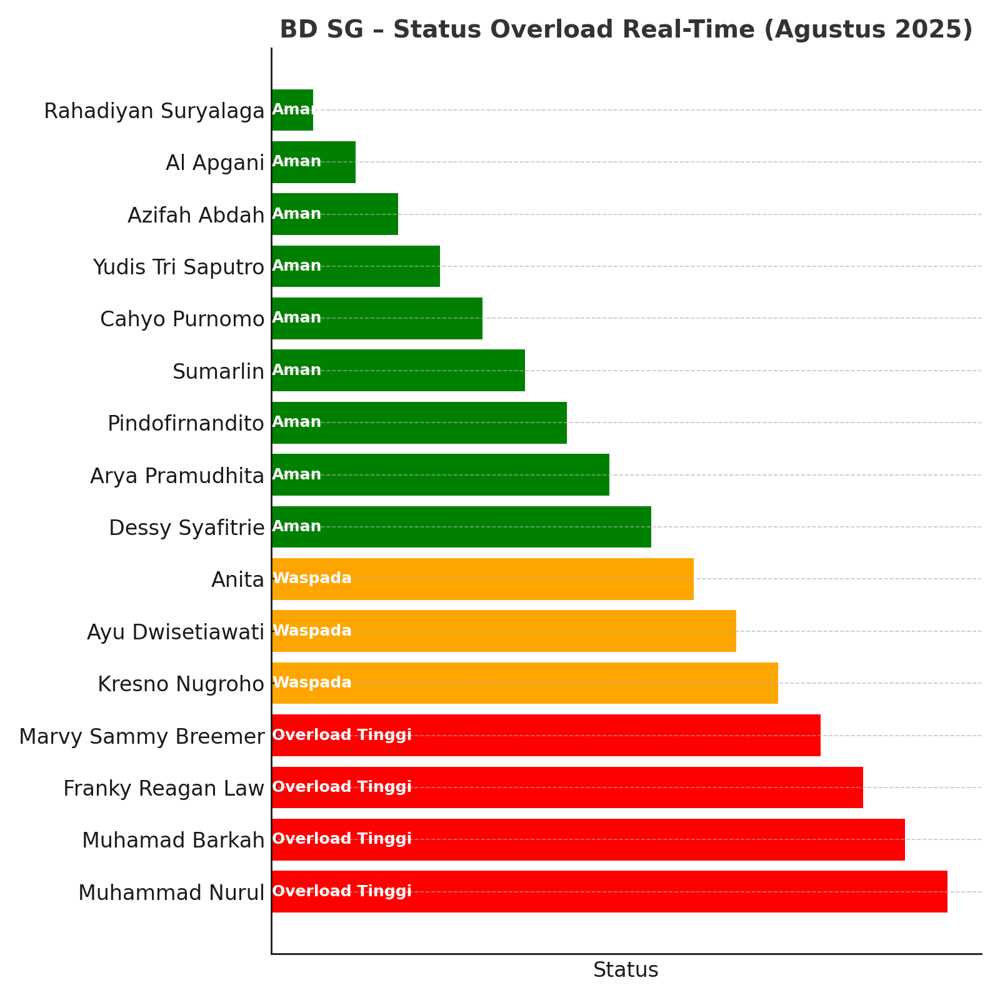 BD SG – Status Overload Real-Time (Agustus 2025)
Rahadiyan Suryalaga Aman
Al Apgani Aman
Azifah Abdah Aman
Yudis Tri Saputro Aman
Cahyo Purnomo Aman
Sumarlin Aman
Pindofirnandito Aman
Arya Pramudhita Aman
Dessy Syafitrie Aman
Anita Waspada
Ayu Dwisetiawati Waspada
Kresno Nugroho Waspada
Marvy Sammy Breemer Overload Tinggi
Franky Reagan Law Overload Tinggi
Muhamad Barkah Overload Tinggi
Muhammad Nurul Overload Tinggi
Status